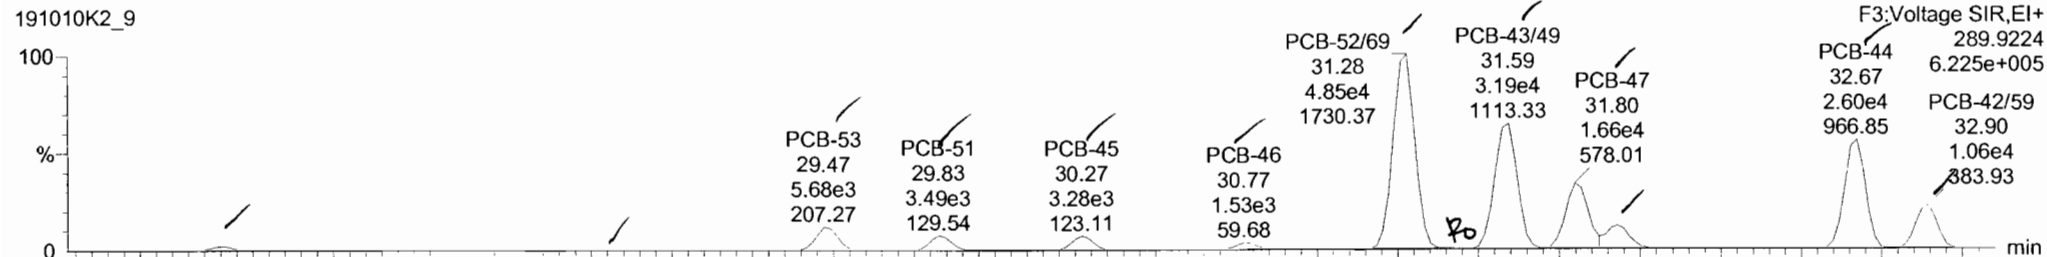 191010K2_9
F3:Voltage SIR,EI+
289.9224
6.225e+005
100
%
0
PCB-53
29.47
5.68e3
207.27
PCB-51
29.83
3.49e3
129.54
PCB-45
30.27
3.28e3
123.11
PCB-46
30.77
1.53e3
59.68
PCB-52/69
31.28
4.85e4
1730.37
PCB-43/49
31.59
3.19e4
1113.33
PCB-47
31.80
1.66e4
578.01
PCB-44
32.67
2.60e4
966.85
PCB-42/59
32.90
1.06e4
383.93
min